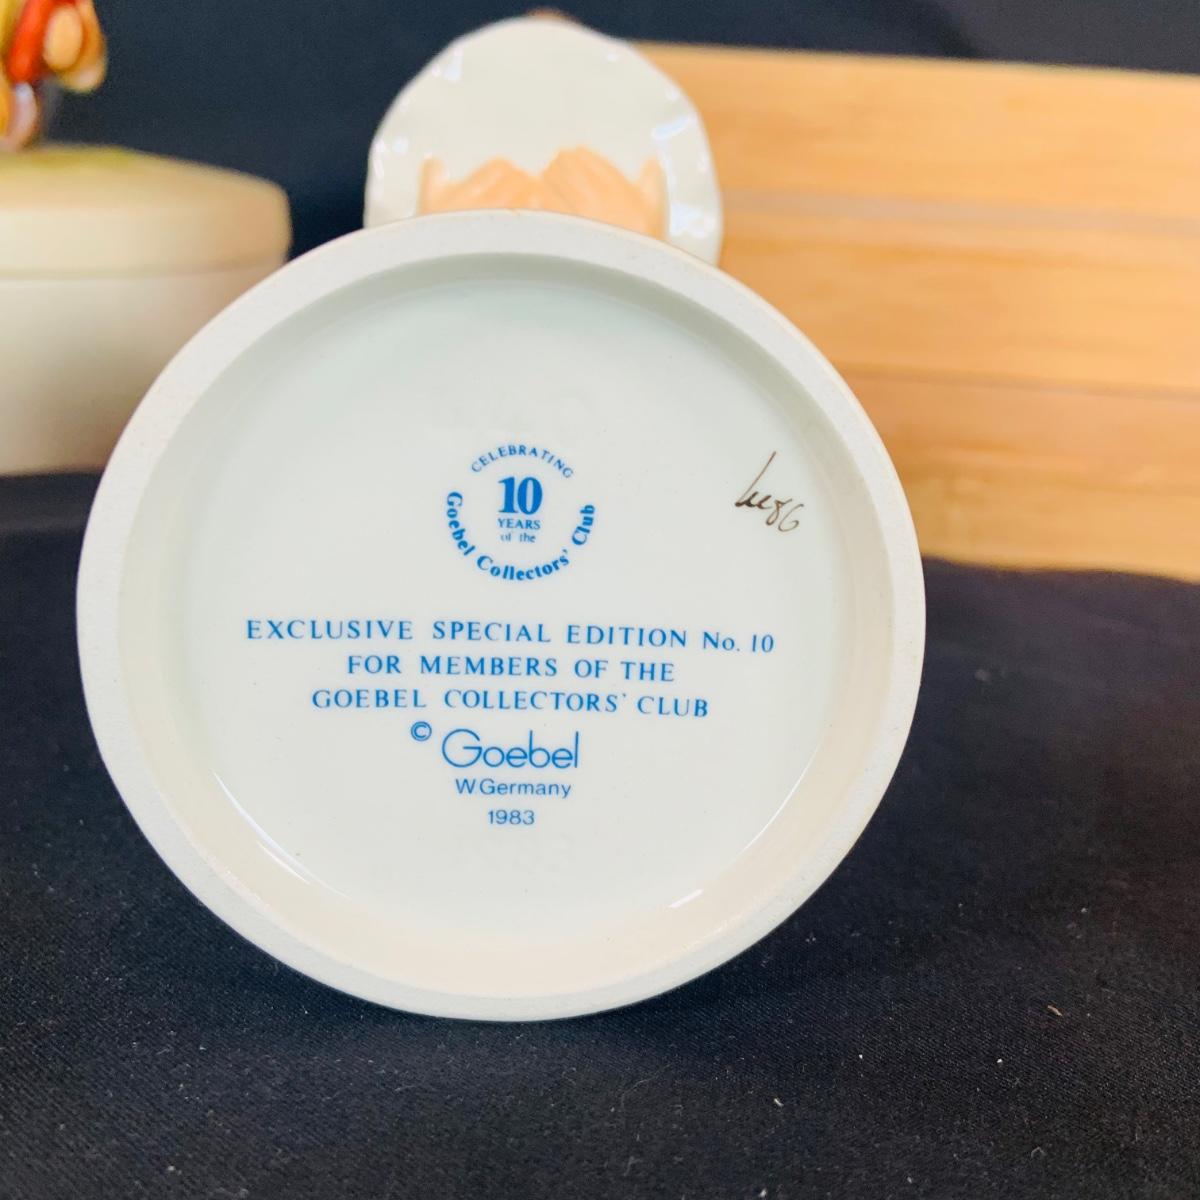 CELEBRATING
10
YEARS
of the
Goebel Collectors' Club
EXCLUSIVE SPECIAL EDITION No. 10
FOR MEMBERS OF THE
GOEBEL COLLECTORS' CLUB
© Goebel
W Germany
1983